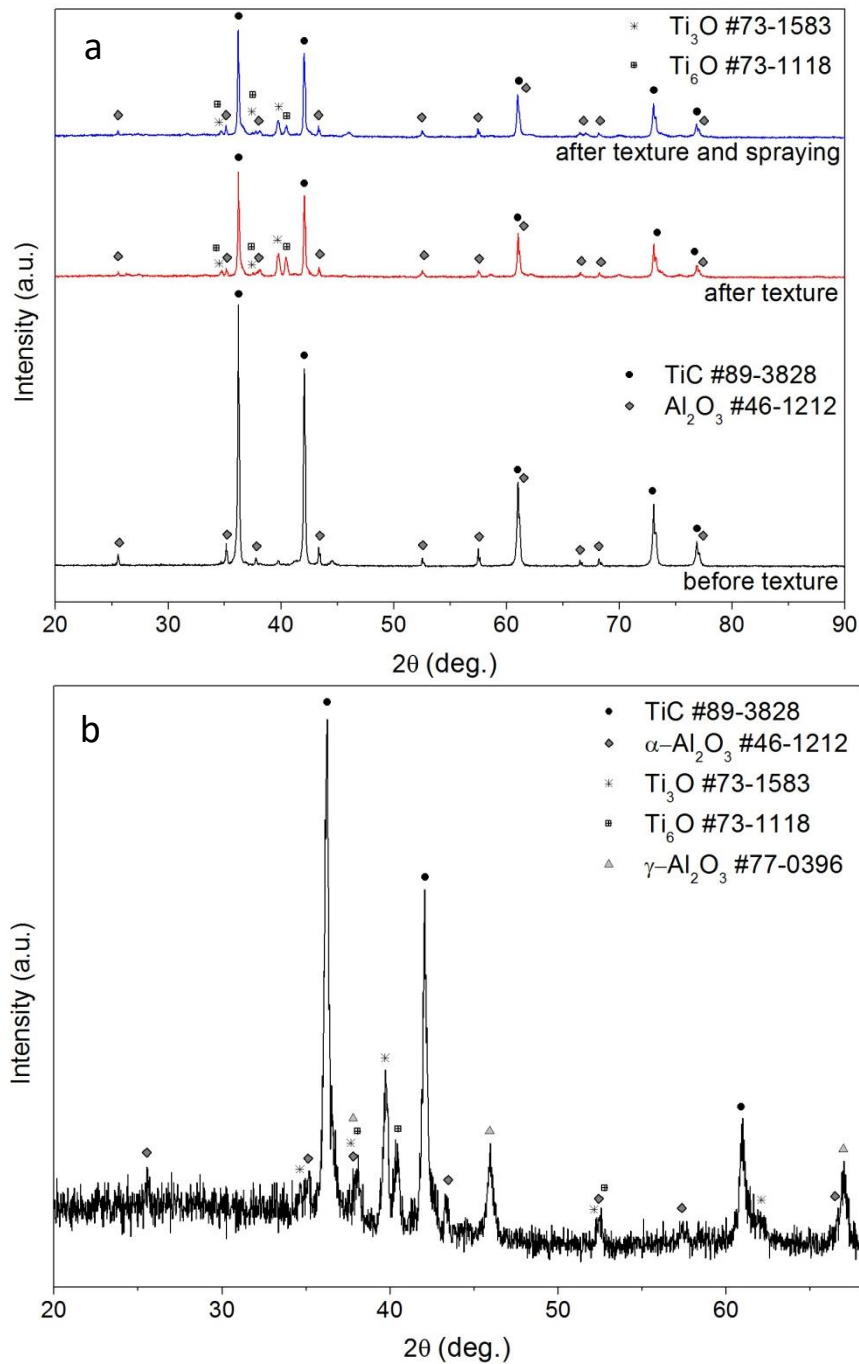 a
Ti₃O #73-1583
Ti₆O #73-1118
after texture and spraying
after texture
TiC #89-3828
Al₂O₃ #46-1212
before texture
Intensity (a.u.)
20 30 40 50 60 70 80 90
2θ (deg.)
b
TiC #89-3828
α–Al₂O₃ #46-1212
Ti₃O #73-1583
Ti₆O #73-1118
γ–Al₂O₃ #77-0396
Intensity (a.u.)
20 30 40 50 60
2θ (deg.)